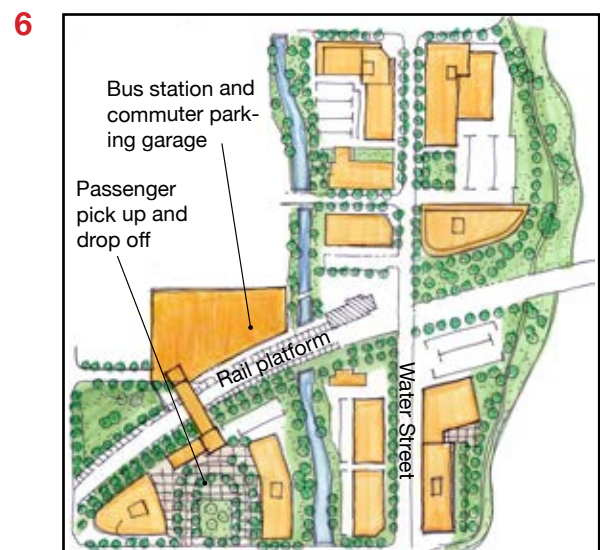 6
Bus station and
commuter park-
ing garage
Passenger
pick up and
drop off
Rail platform
Water Street